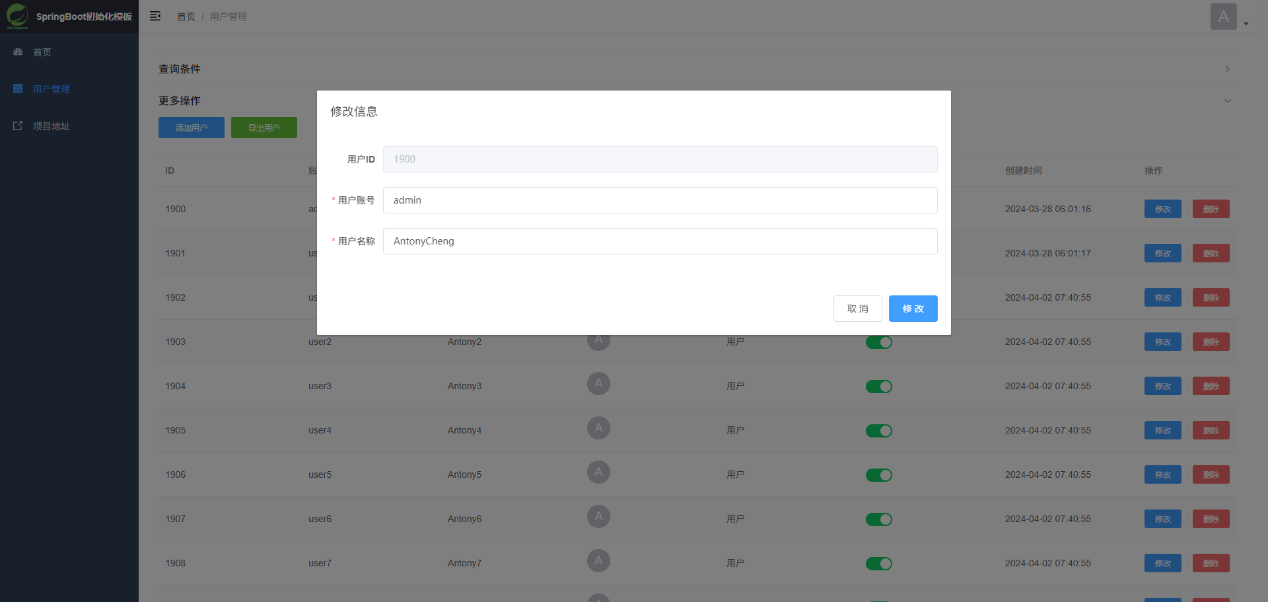 SpringBoot初始化模板
首页 / 用户管理
A
首页
用户管理
项目地址
查询条件
更多操作
添加用户 导出用户
修改信息
用户ID 1900
* 用户账号 admin
* 用户名称 AntonyCheng
取 消 修 改
ID 创建时间 操作
1900 2024-03-28 06:01:16 修改 删除
1901 2024-03-28 06:01:17 修改 删除
1902 2024-04-02 07:40:55 修改 删除
1903 user2 Antony2 A 用户 2024-04-02 07:40:55 修改 删除
1904 user3 Antony3 A 用户 2024-04-02 07:40:55 修改 删除
1905 user4 Antony4 A 用户 2024-04-02 07:40:55 修改 删除
1906 user5 Antony5 A 用户 2024-04-02 07:40:55 修改 删除
1907 user6 Antony6 A 用户 2024-04-02 07:40:55 修改 删除
1908 user7 Antony7 A 用户 2024-04-02 07:40:55 修改 删除